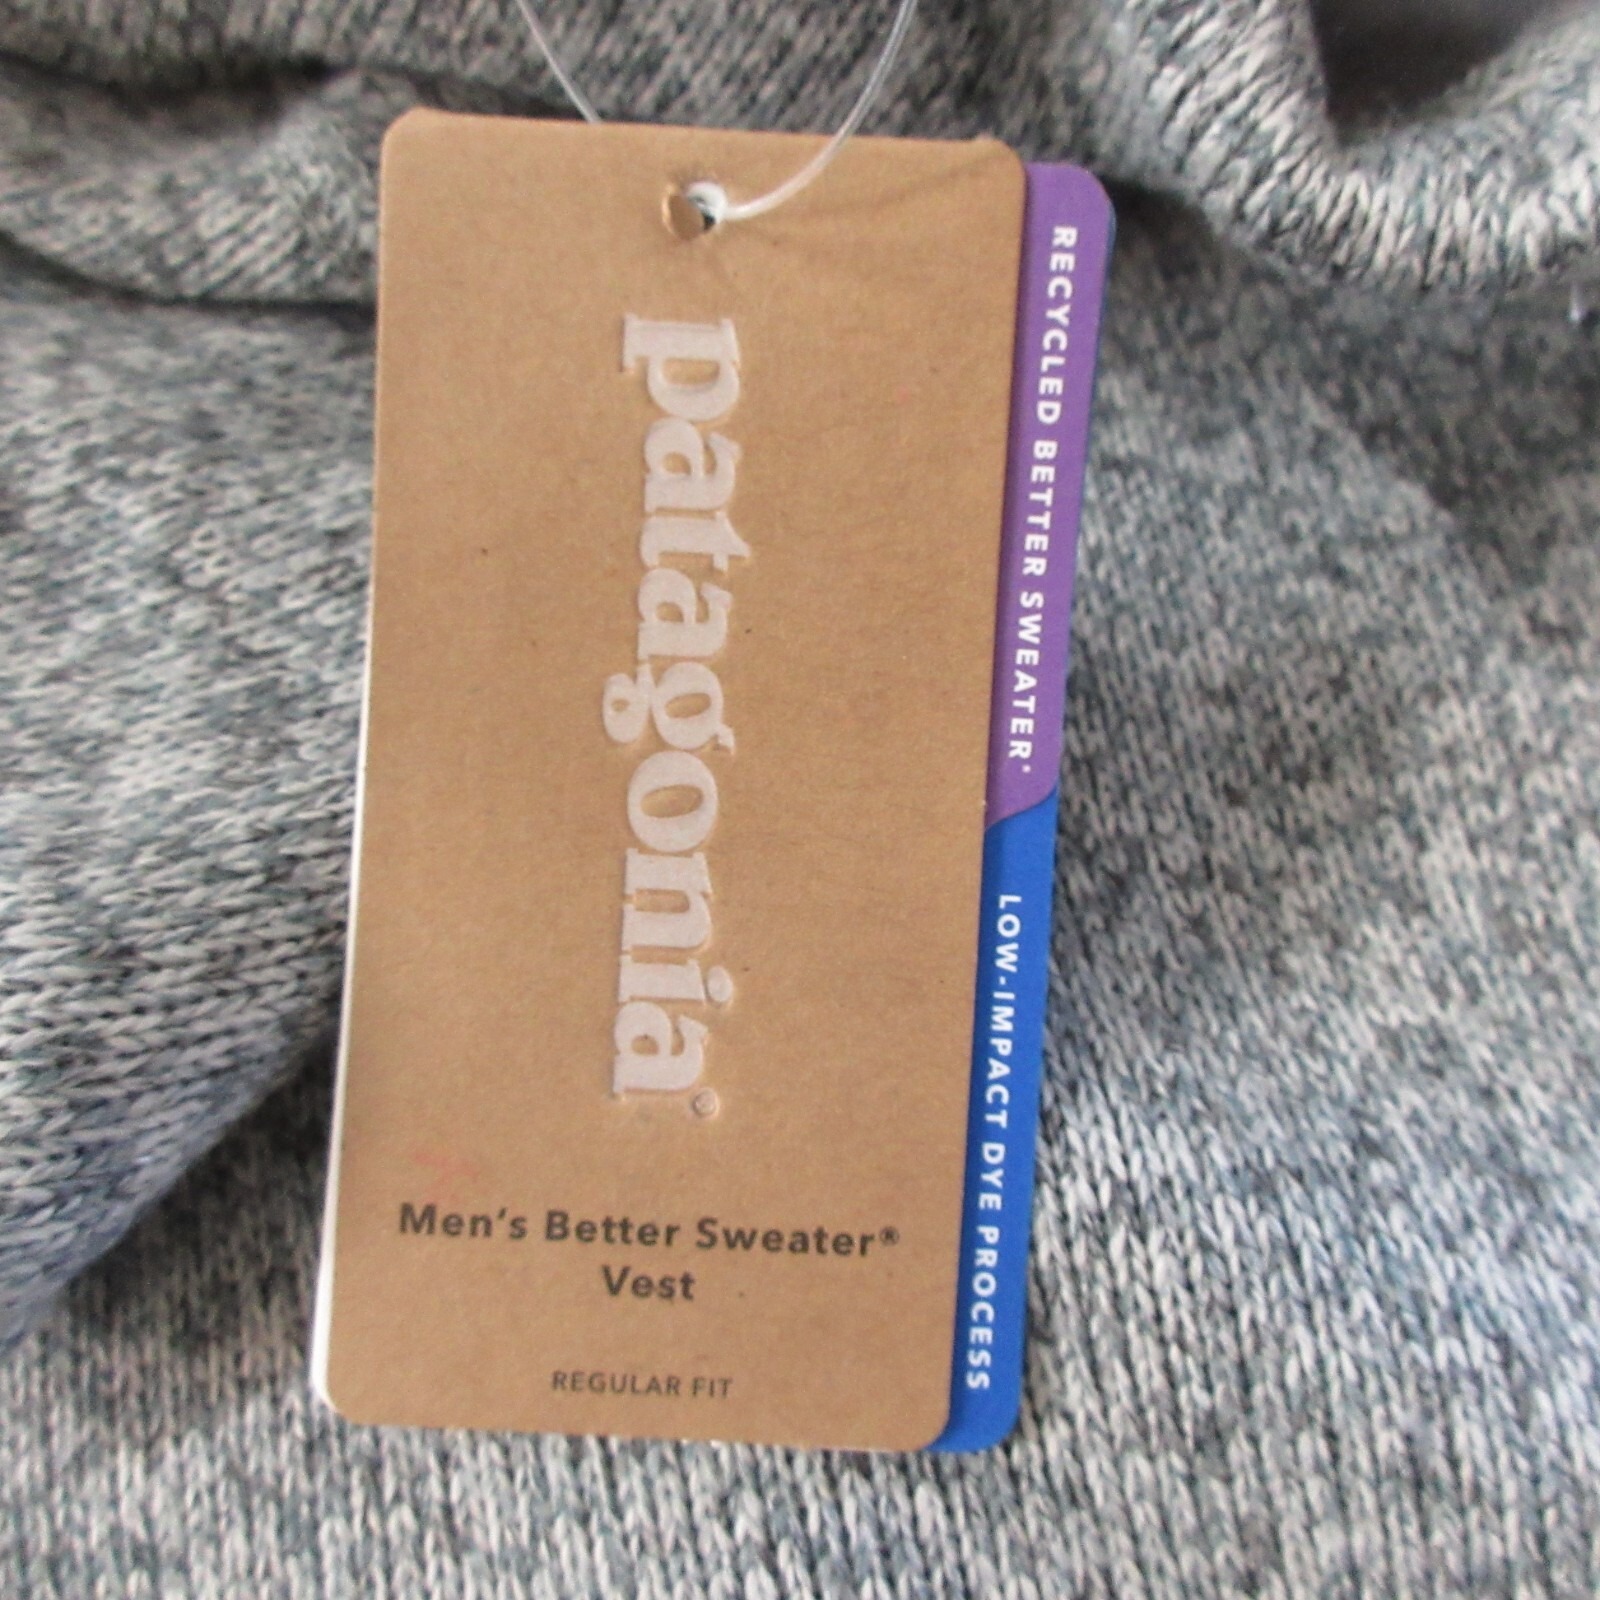 patagonia®
Men's Better Sweater®
Vest
REGULAR FIT
RECYCLED BETTER SWEATER®
LOW-IMPACT DYE PROCESS